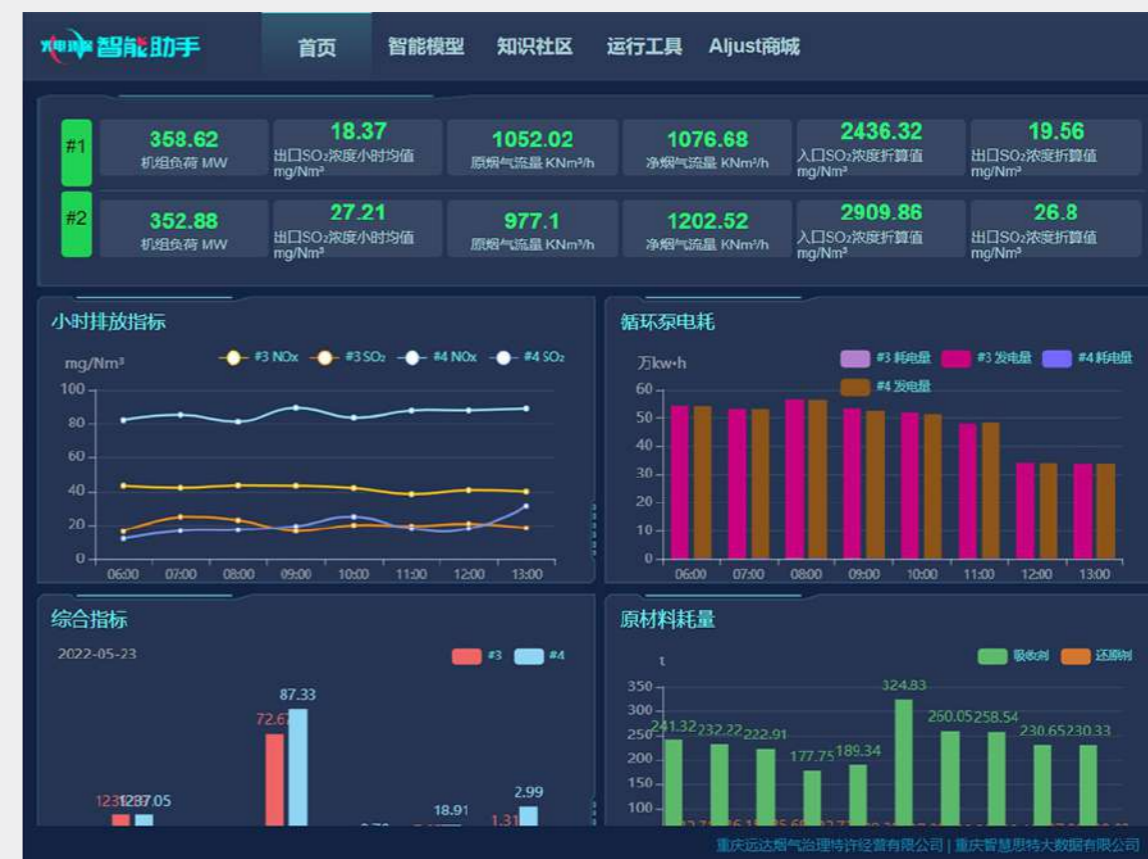 光电环保 智能助手 首页 智能模型 知识社区 运行工具 AIjust商城
#1
358.62
机组负荷 MW
18.37
出口SO₂浓度小时均值
mg/Nm³
1052.02
原烟气流量 KNm³/h
1076.68
净烟气流量 KNm³/h
2436.32
入口SO₂浓度折算值
mg/Nm³
19.56
出口SO₂浓度折算值
mg/Nm³
#2
352.88
机组负荷 MW
27.21
出口SO₂浓度小时均值
mg/Nm³
977.1
原烟气流量 KNm³/h
1202.52
净烟气流量 KNm³/h
2909.86
入口SO₂浓度折算值
mg/Nm³
26.8
出口SO₂浓度折算值
mg/Nm³
小时排放指标
mg/Nm³
#3 NOx #3 SO₂ #4 NOx #4 SO₂
100
80
60
40
20
0
06:00 07:00 08:00 09:00 10:00 11:00 12:00 13:00
循环泵电耗
万kw·h
#3 耗电量 #3 发电量 #4 耗电量
#4 发电量
60
50
40
30
20
10
0
06:00 07:00 08:00 09:00 10:00 11:00 12:00 13:00
综合指标
2022-05-23
#3 #4
87.33
72.67
1237.05
18.91
1.31
2.99
原材料耗量
t
吸收剂 还原剂
350
300
250
200
150
100
241.32 232.22 222.91 177.75 189.34 324.83 260.05 258.54 230.65 230.33
重庆远达烟气治理特许经营有限公司 | 重庆智慧思特大数据有限公司